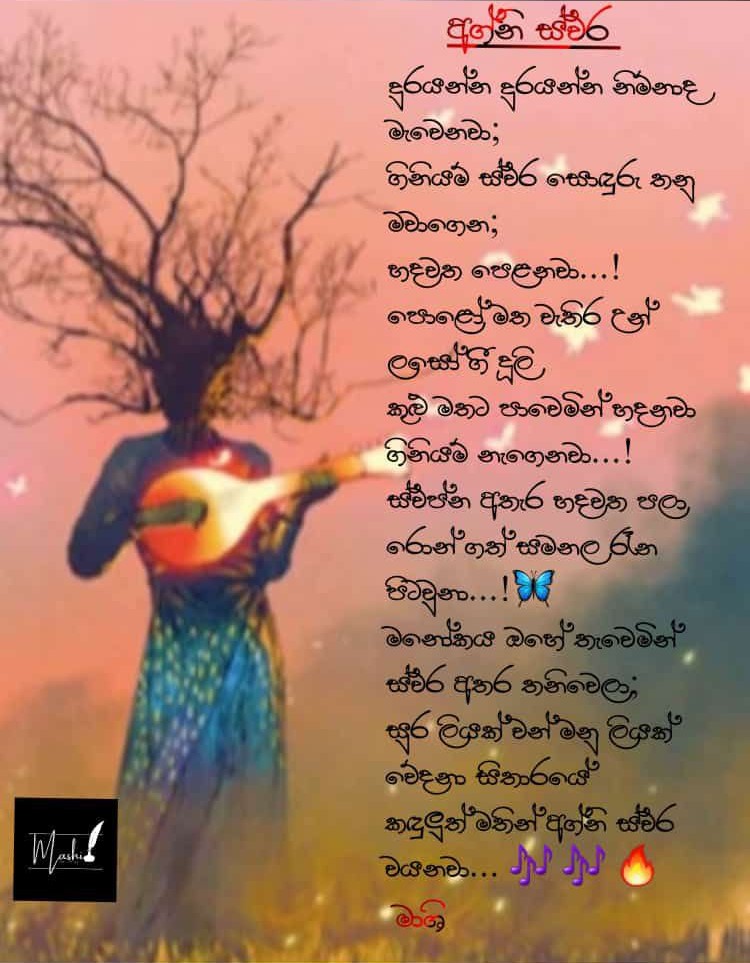 අග්නි ස්වර
දුරයන්න දුරයන්න නිම්නාද
මැවෙනවා;
ගිනියම් ස්වර සොඳුරු තනු
මවාගෙන;
හදවත පෙළනවා...!
පොළෝ මත වැතිර උන්
ලසෝ ගී දූලි
කුළු මතට පාවෙමින් හදනවා
ගිනියම් නැගෙනවා...!
ස්වප්න අතැර හදවත පලා
රොන් ගත් සමනල රෑන
පිටවුනා...!🦋
මනෝකය ඔහේ තැවෙමින්
ස්වර අතර තනිවෙලා;
සුර ලියක් වන් මනු ලියක්
වේදනා සිතාරයේ
කඳුලුත් මතින් අග්නි ස්වර
වයනවා... 🎶 🎶 🔥
මාශි
Mashi